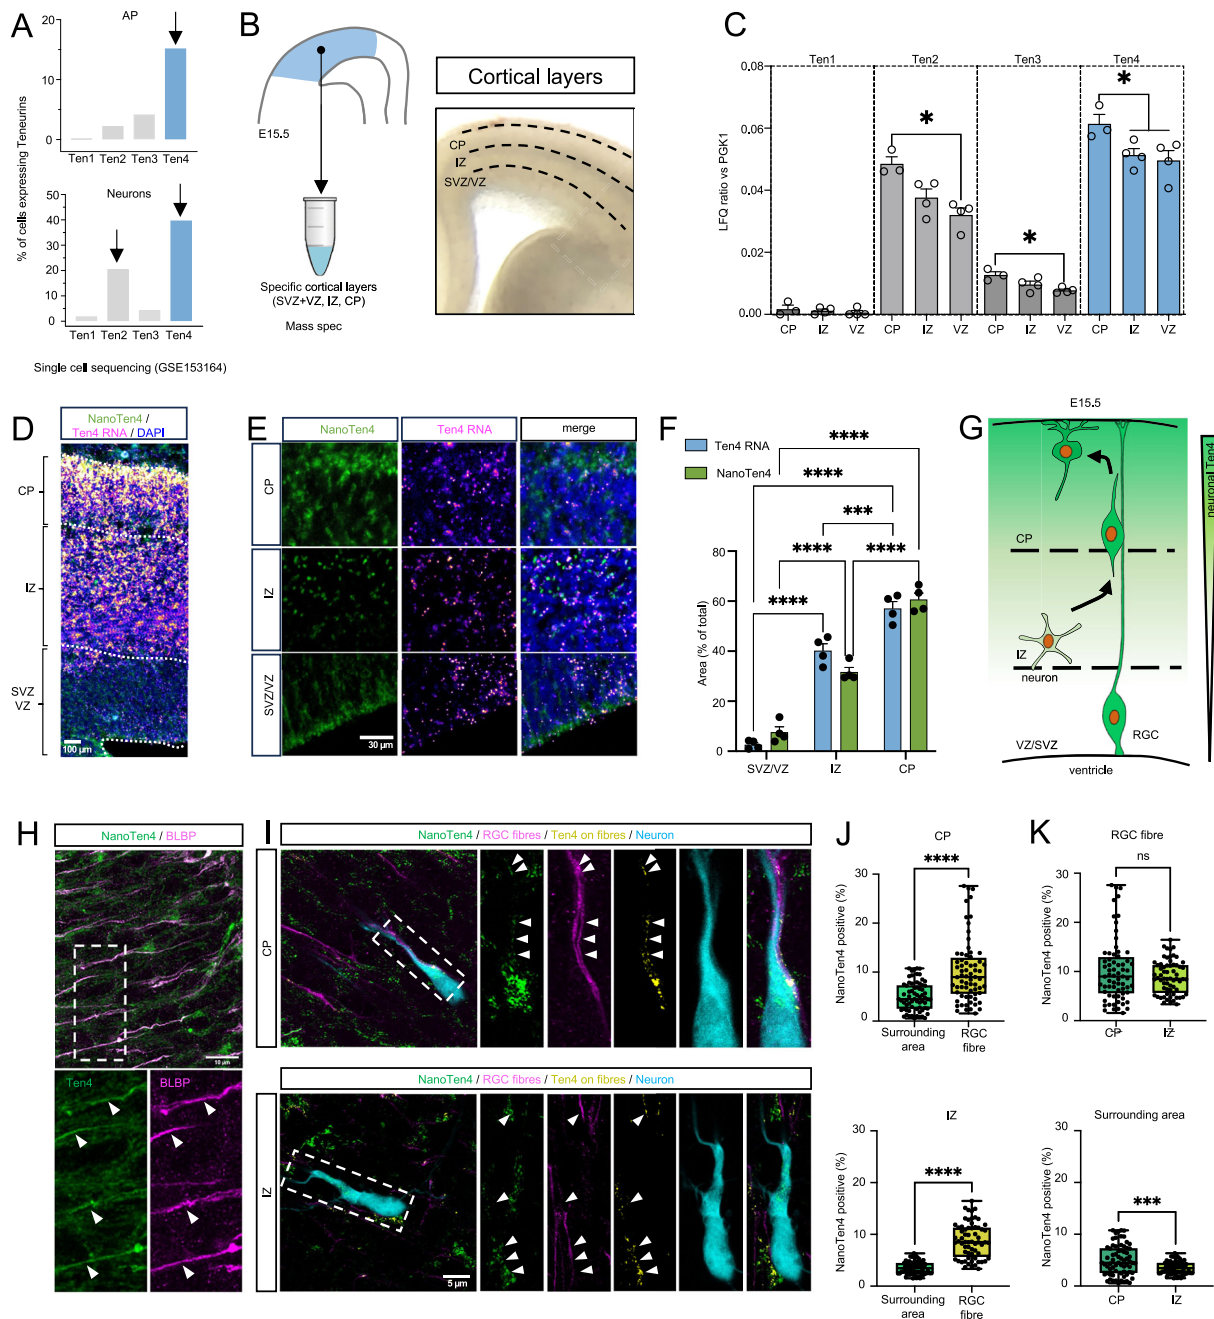 A
AP
% of cells expressing Teneurins
20
10
0
Ten1 Ten2 Ten3 Ten4
Neurons
50
40
30
20
10
0
Ten1 Ten2 Ten3 Ten4
Single cell sequencing (GSE153164)
B
E15.5
Specific cortical layers
(SVZ+VZ, IZ, CP)
Mass spec
Cortical layers
CP
IZ
SVZ/VZ
C
Ten1 Ten2 Ten3 Ten4
LFQ ratio vs PGK1
0.08
0.06
0.04
0.02
0.00
* * * *
CP IZ VZ CP IZ VZ CP IZ VZ CP IZ VZ
D
NanoTen4 /
Ten4 RNA / DAPI
CP
IZ
SVZ
VZ
100 µm
E
NanoTen4 Ten4 RNA merge
CP
IZ
SVZ/VZ
30 µm
F
Ten4 RNA
NanoTen4
****
****
***
**** ****
****
Area (% of total)
80
60
40
20
0
SVZ/VZ IZ CP
G
E15.5
CP
IZ
neuron
VZ/SVZ
RGC
ventricle
neuronal Ten4
H
NanoTen4 / BLBP
10 µm
Ten4 BLBP
I
NanoTen4 / RGC fibres / Ten4 on fibres / Neuron
CP
NanoTen4 / RGC fibres / Ten4 on fibres / Neuron
IZ
5 µm
J
CP
****
NanoTen4 positive (%)
30
20
10
0
Surrounding RGC
area fibre
IZ
****
NanoTen4 positive (%)
30
20
10
0
Surrounding RGC
area fibre
K
RGC fibre
ns
NanoTen4 positive (%)
30
20
10
0
CP IZ
Surrounding area
***
NanoTen4 positive (%)
30
20
10
0
CP IZ